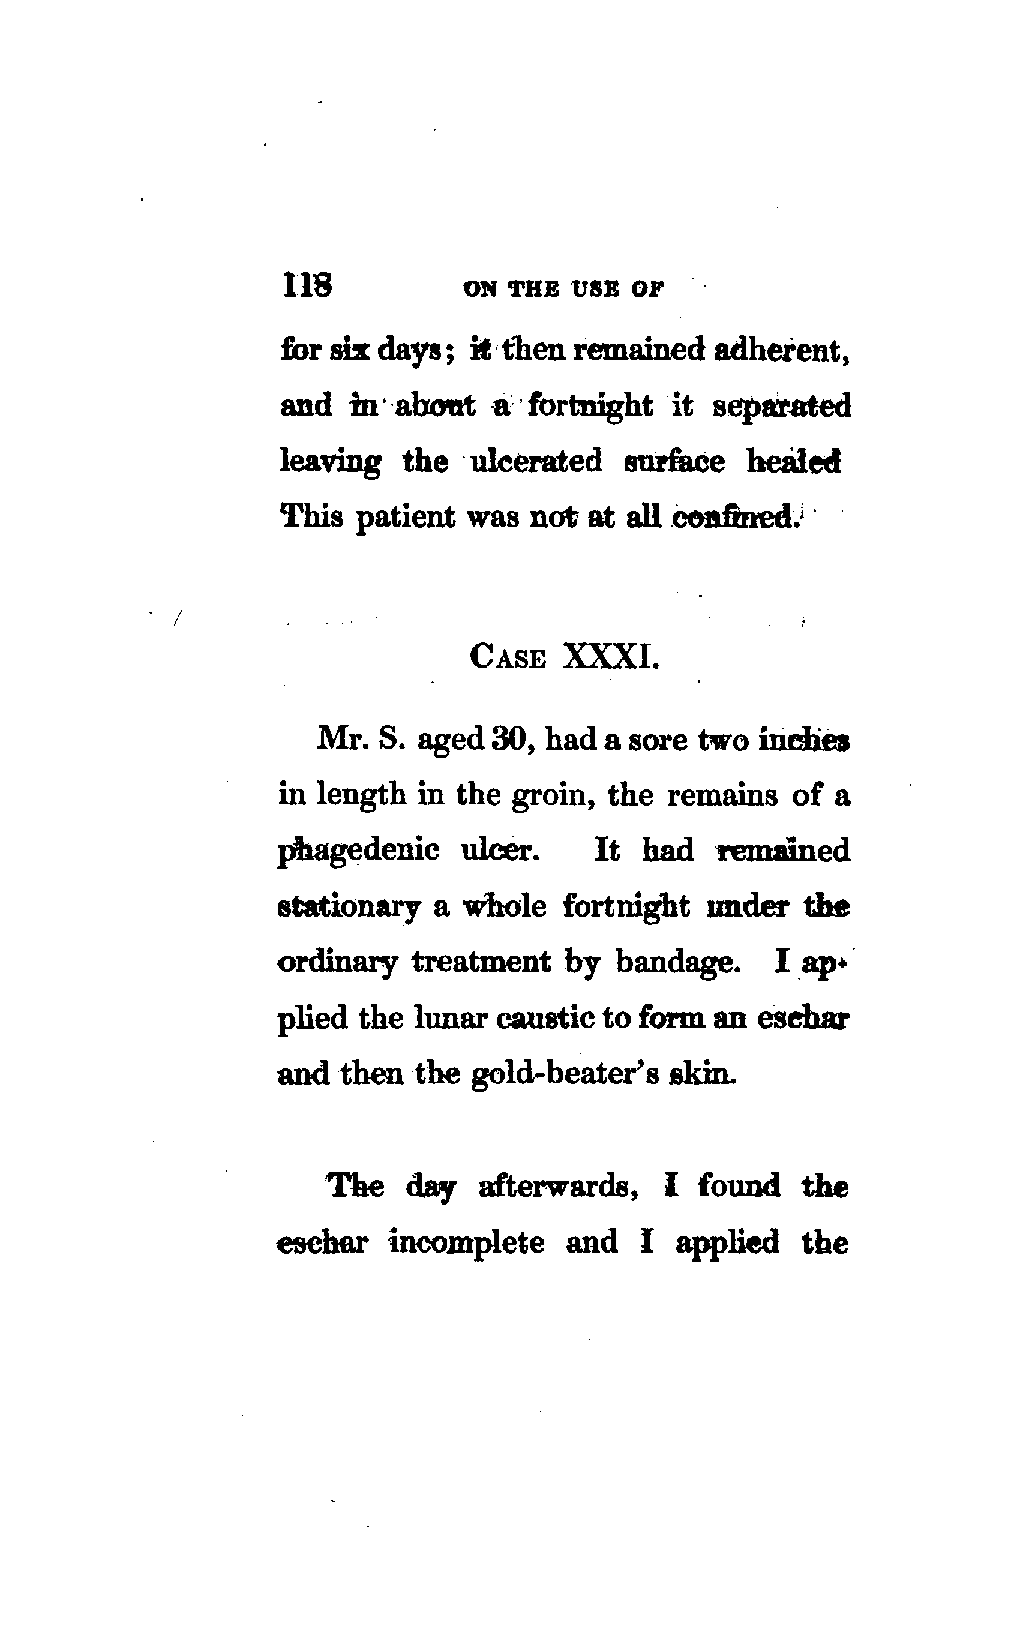 118 ON THE USE OF
for six days; it then remained adherent,
and in about a fortnight it separated
leaving the ulcerated surface healed
This patient was not at all confined.
CASE XXXI.
Mr. S. aged 30, had a sore two inches
in length in the groin, the remains of a
phagedenic ulcer. It had remained
stationary a whole fortnight under the
ordinary treatment by bandage. I ap-
plied the lunar caustic to form an eschar
and then the gold-beater's skin.
The day afterwards, I found the
eschar incomplete and I applied the